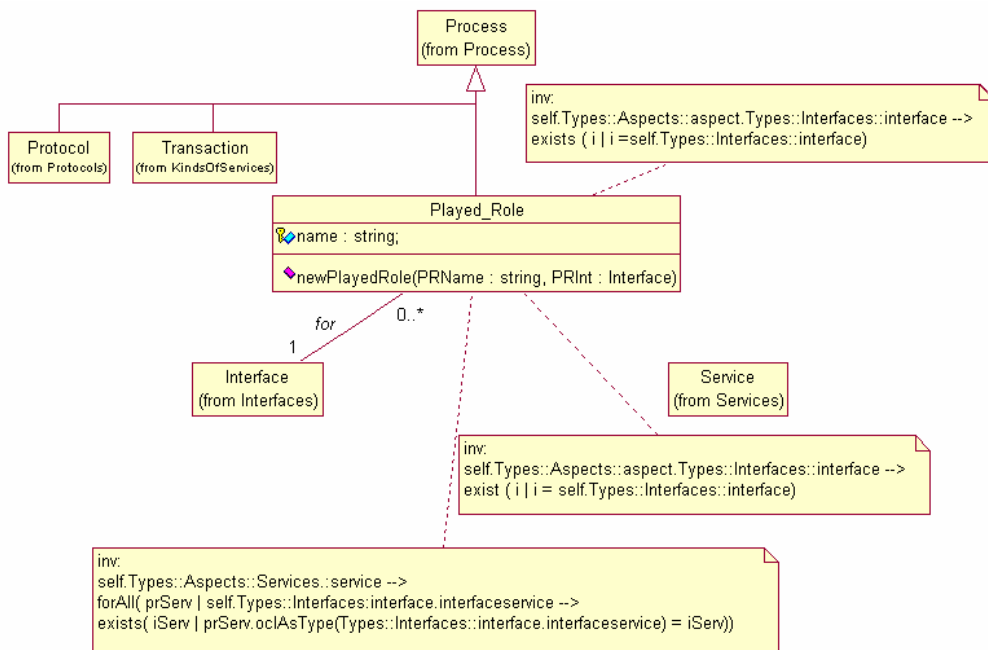 Process
(from Process)
inv:
self.Types::Aspects::aspect.Types::Interfaces::interface -->
exists ( i | i =self.Types::Interfaces::interface)
Protocol
(from Protocols)
Transaction
(from KindsOfServices)
Played_Role
name : string;
newPlayedRole(PRName : string, PRInt : Interface)
for
0..*
1
Interface
(from Interfaces)
Service
(from Services)
inv:
self.Types::Aspects::aspect.Types::Interfaces::interface -->
exist ( i | i = self.Types::Interfaces::interface)
inv:
self.Types::Aspects::Services.:service -->
forAll( prServ | self.Types::Interfaces:interface.interfaceservice -->
exists( iServ | prServ.oclAsType(Types::Interfaces::interface.interfaceservice) = iServ))